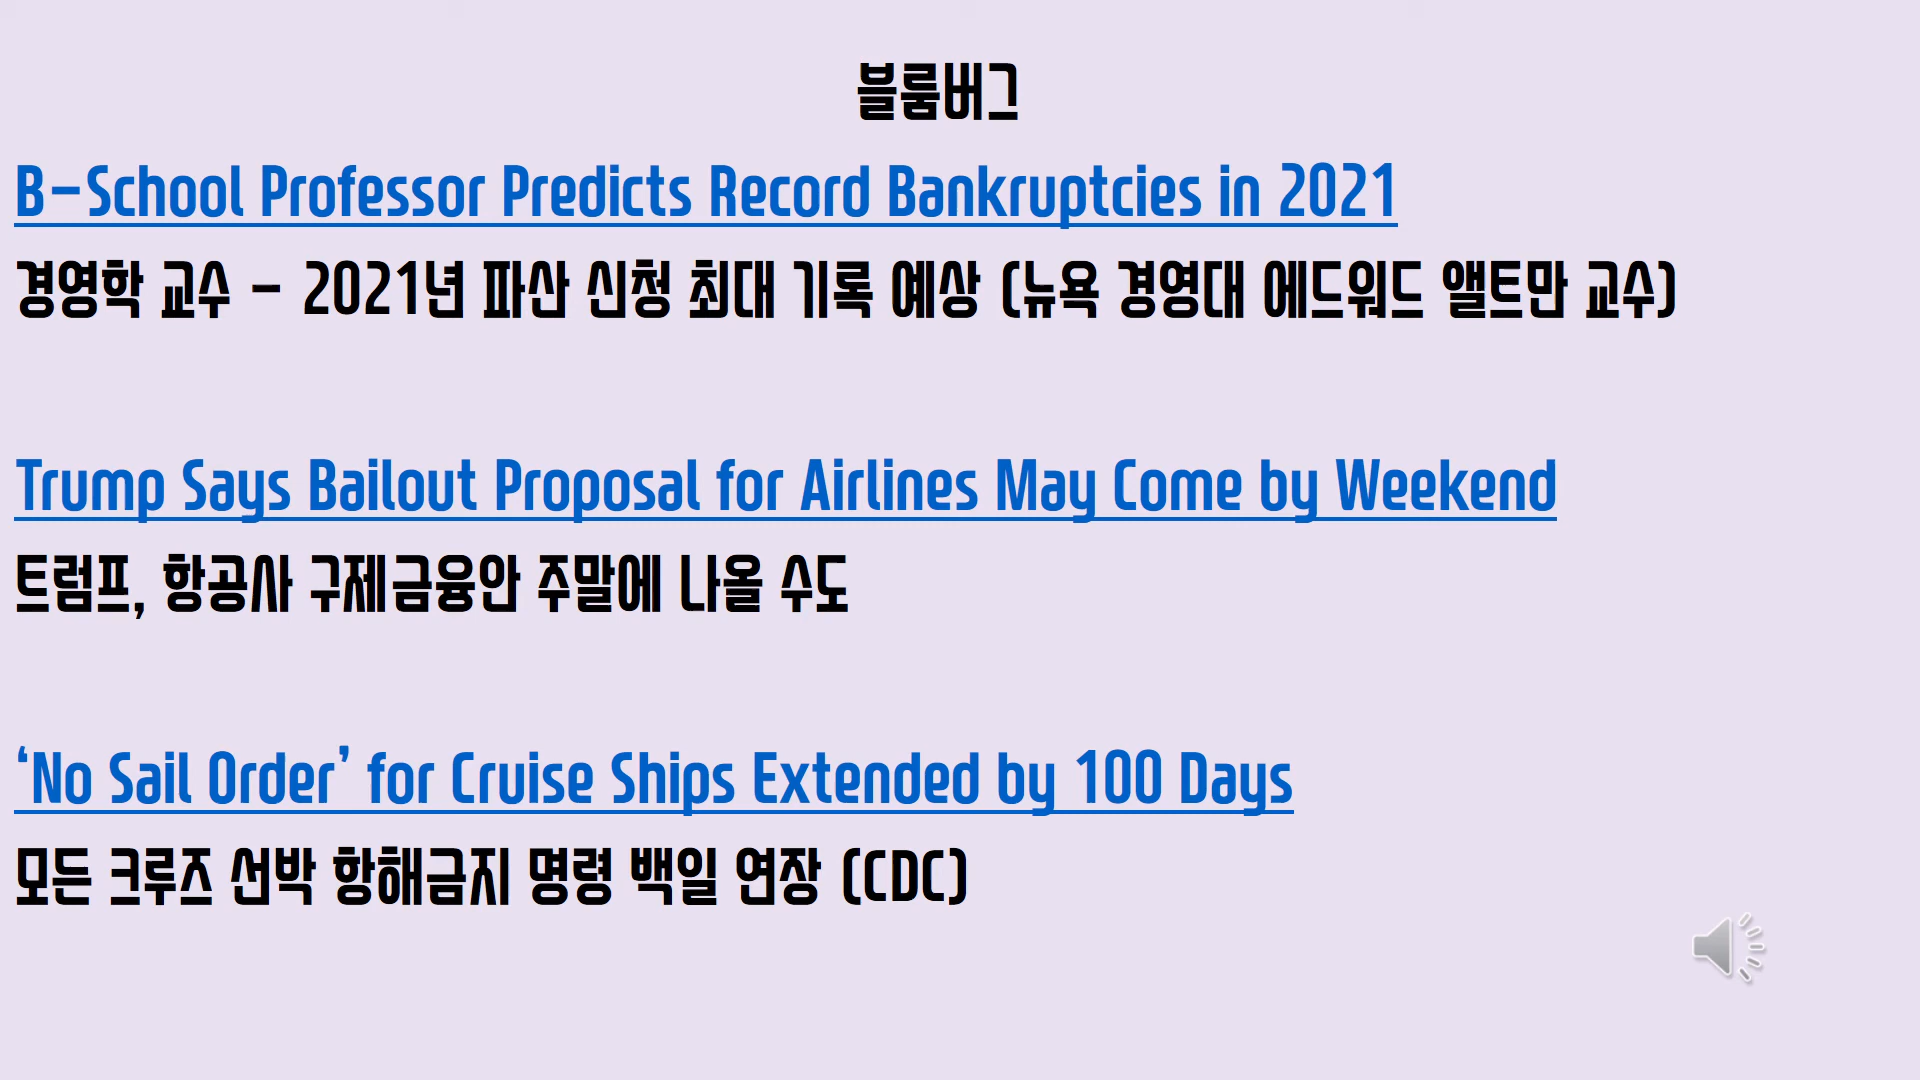 블룸버그
B-School Professor Predicts Record Bankruptcies in 2021
경영학 교수 - 2021년 파산 신청 최대 기록 예상 (뉴욕 경영대 에드워드 앨트만 교수)
Trump Says Bailout Proposal for Airlines May Come by Weekend
트럼프, 항공사 구제금융안 주말에 나올 수도
‘No Sail Order’ for Cruise Ships Extended by 100 Days
모든 크루즈 선박 항해금지 명령 백일 연장 (CDC)